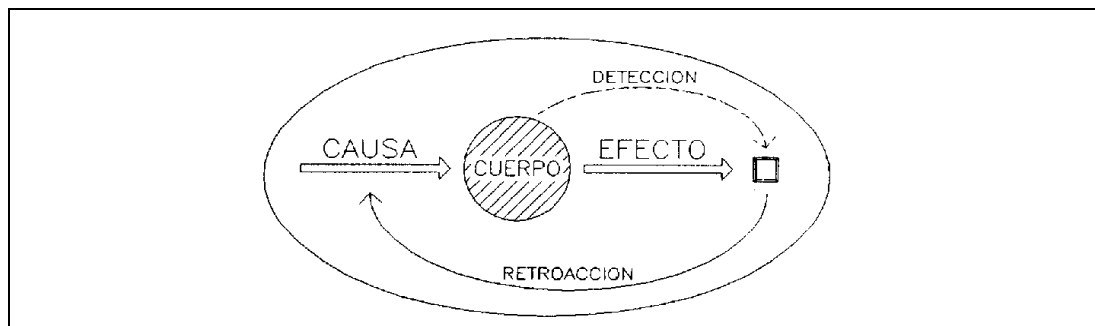 DETECCION
CAUSA
EFECTO
CUERPO
RETROACCION